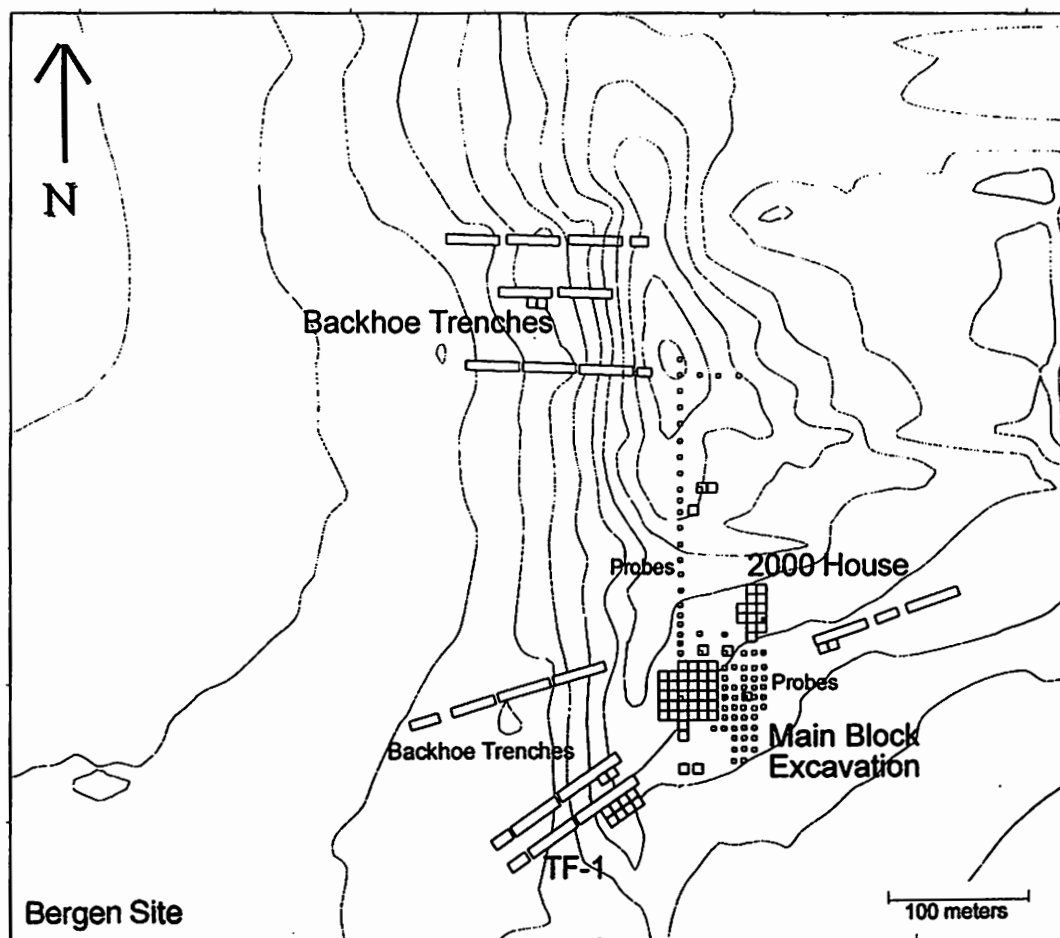 N
Backhoe Trenches
Probes
2000 House
Probes
Backhoe Trenches
Main Block
Excavation
TF-1
Bergen Site
100 meters